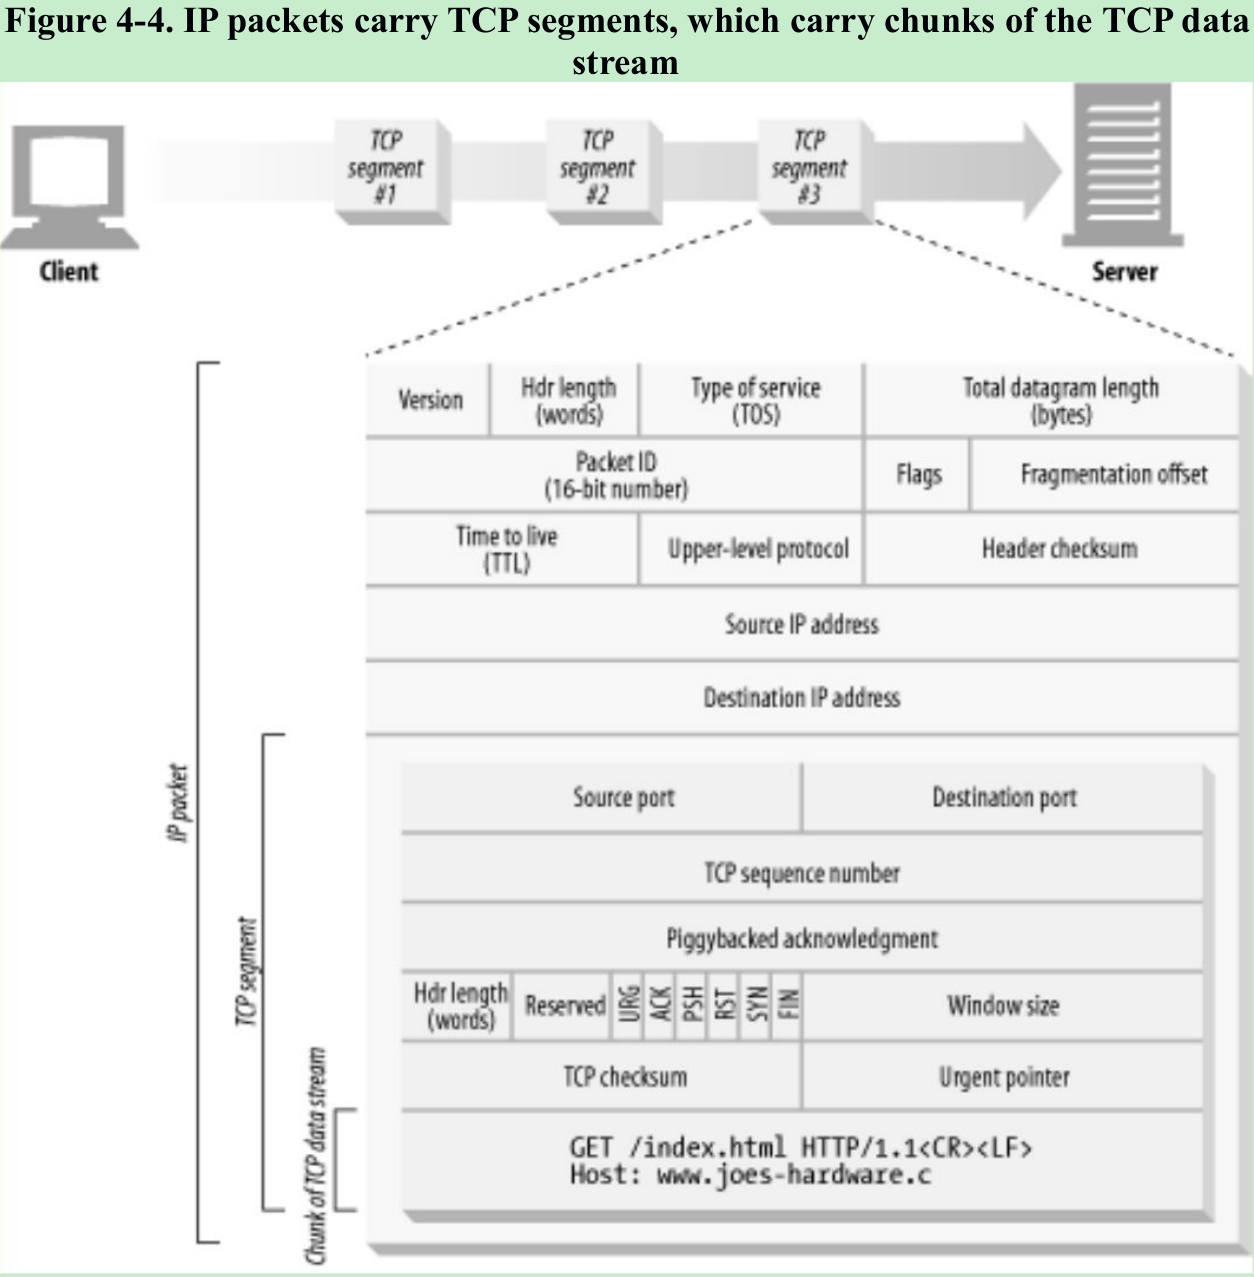 Figure 4-4. IP packets carry TCP segments, which carry chunks of the TCP data
stream
TCP
segment
#1
TCP
segment
#2
TCP
segment
#3
Client
Server
Version
Hdr length
(words)
Type of service
(TOS)
Total datagram length
(bytes)
Packet ID
(16-bit number)
Flags
Fragmentation offset
Time to live
(TTL)
Upper-level protocol
Header checksum
Source IP address
Destination IP address
IP packet
TCP segment
Chunk of TCP data stream
Source port
Destination port
TCP sequence number
Piggybacked acknowledgment
Hdr length
(words)
Reserved
URG
ACK
PSH
RST
SYN
FIN
Window size
TCP checksum
Urgent pointer
GET /index.html HTTP/1.1<CR><LF>
Host: www.joes-hardware.c